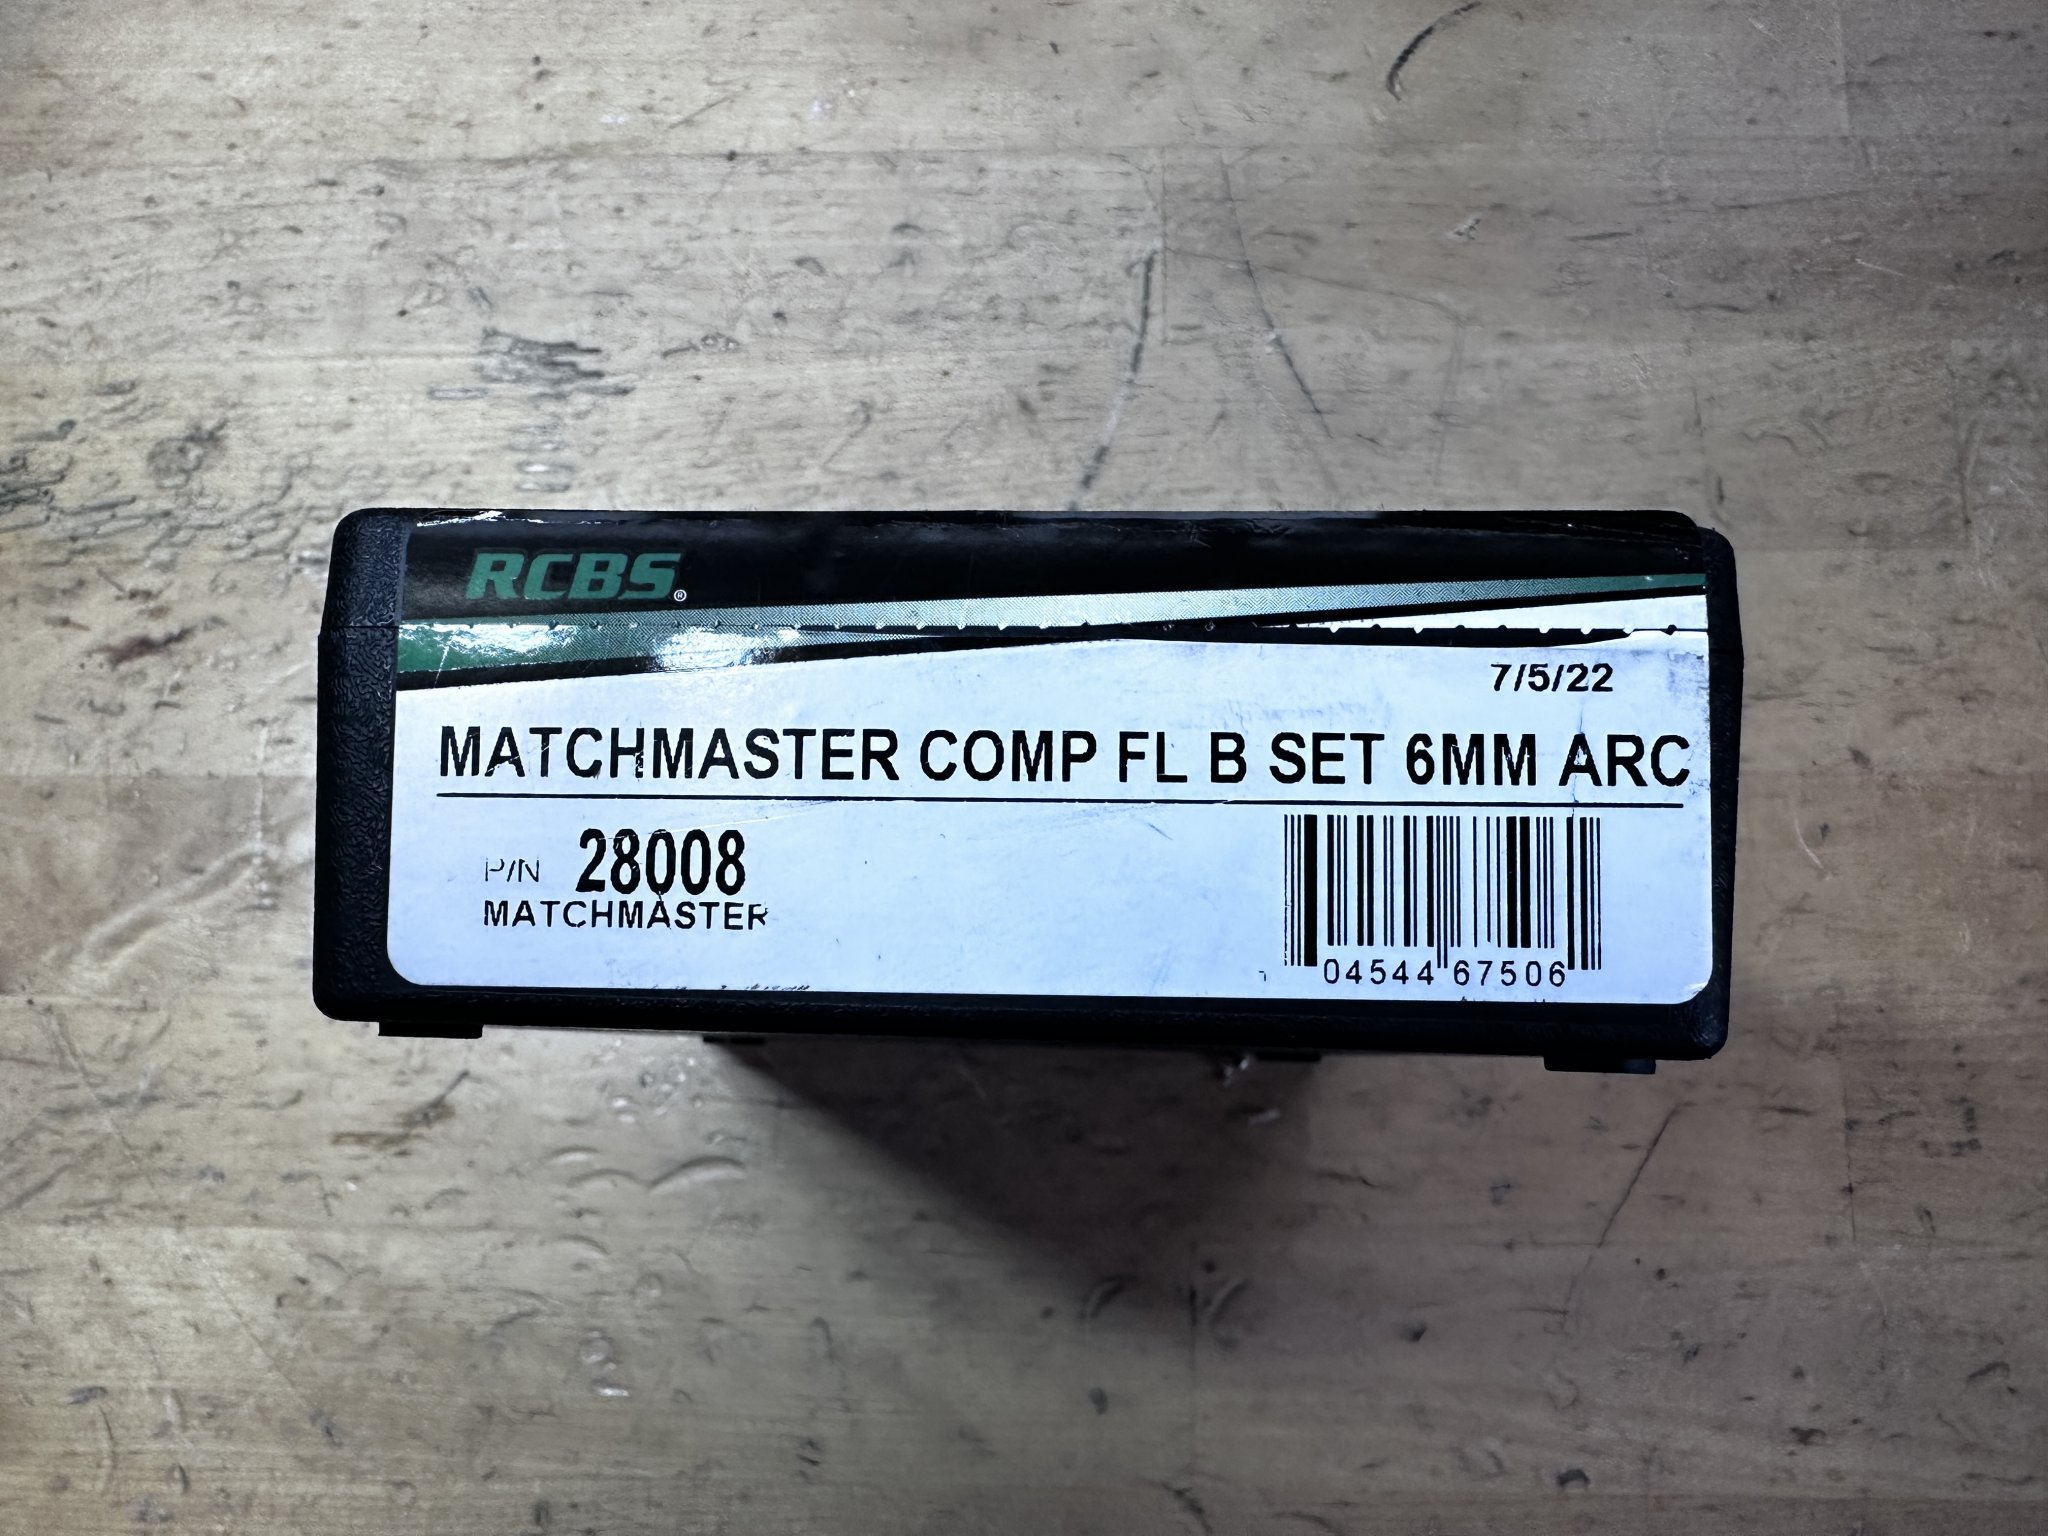 RCBS®
7/5/22
MATCHMASTER COMP FL B SET 6MM ARC
P/N 28008
MATCHMASTER
04544 67506